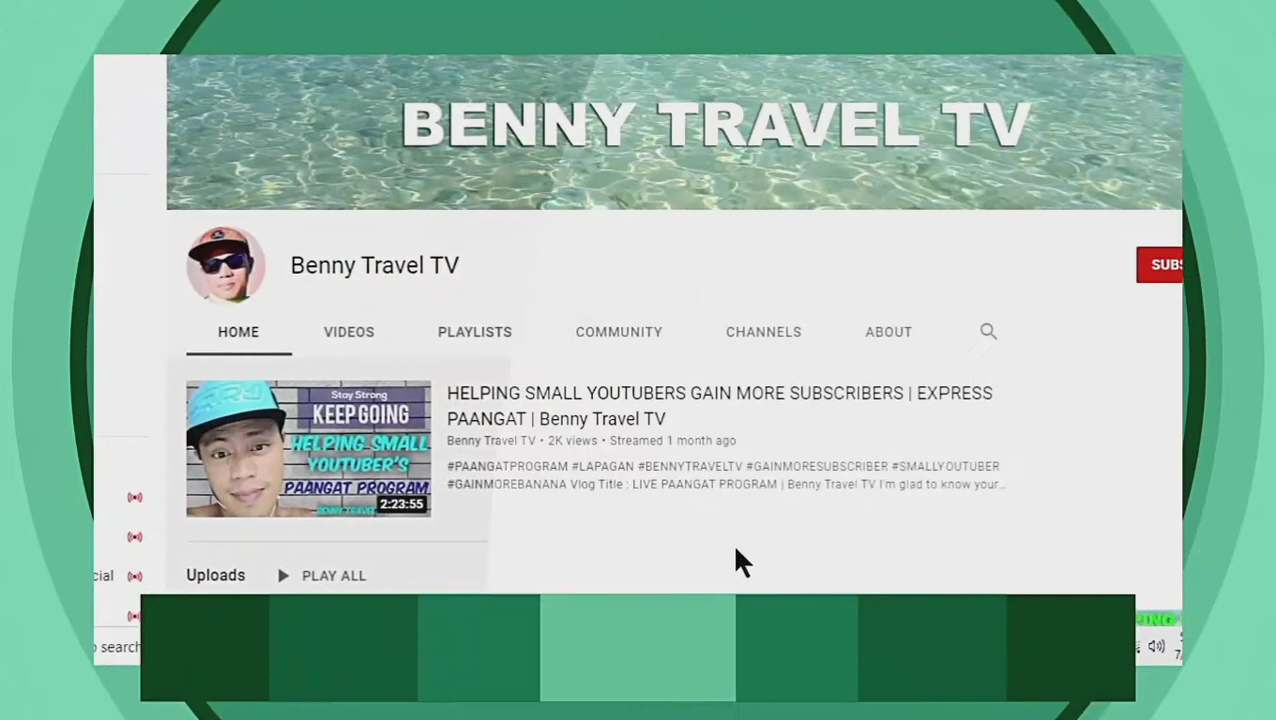 BENNY TRAVEL TV
Benny Travel TV
SUBS
HOME VIDEOS PLAYLISTS COMMUNITY CHANNELS ABOUT
Stay Strong
KEEP GOING
HELPING SMALL
YOUTUBER'S
PAANGAT PROGRAM
BENNY TRAVEL
2:23:55
HELPING SMALL YOUTUBERS GAIN MORE SUBSCRIBERS | EXPRESS
PAANGAT | Benny Travel TV
Benny Travel TV • 2K views • Streamed 1 month ago
#PAANGATPROGRAM #LAPAGAN #BENNYTRAVELTV #GAINMORESUBSCRIBER #SMALLYOUTUBER
#GAINMOREBANANA Vlog Title : LIVE PAANGAT PROGRAM | Benny Travel TV I'm glad to know your...
Uploads PLAY ALL
cial
PING
search